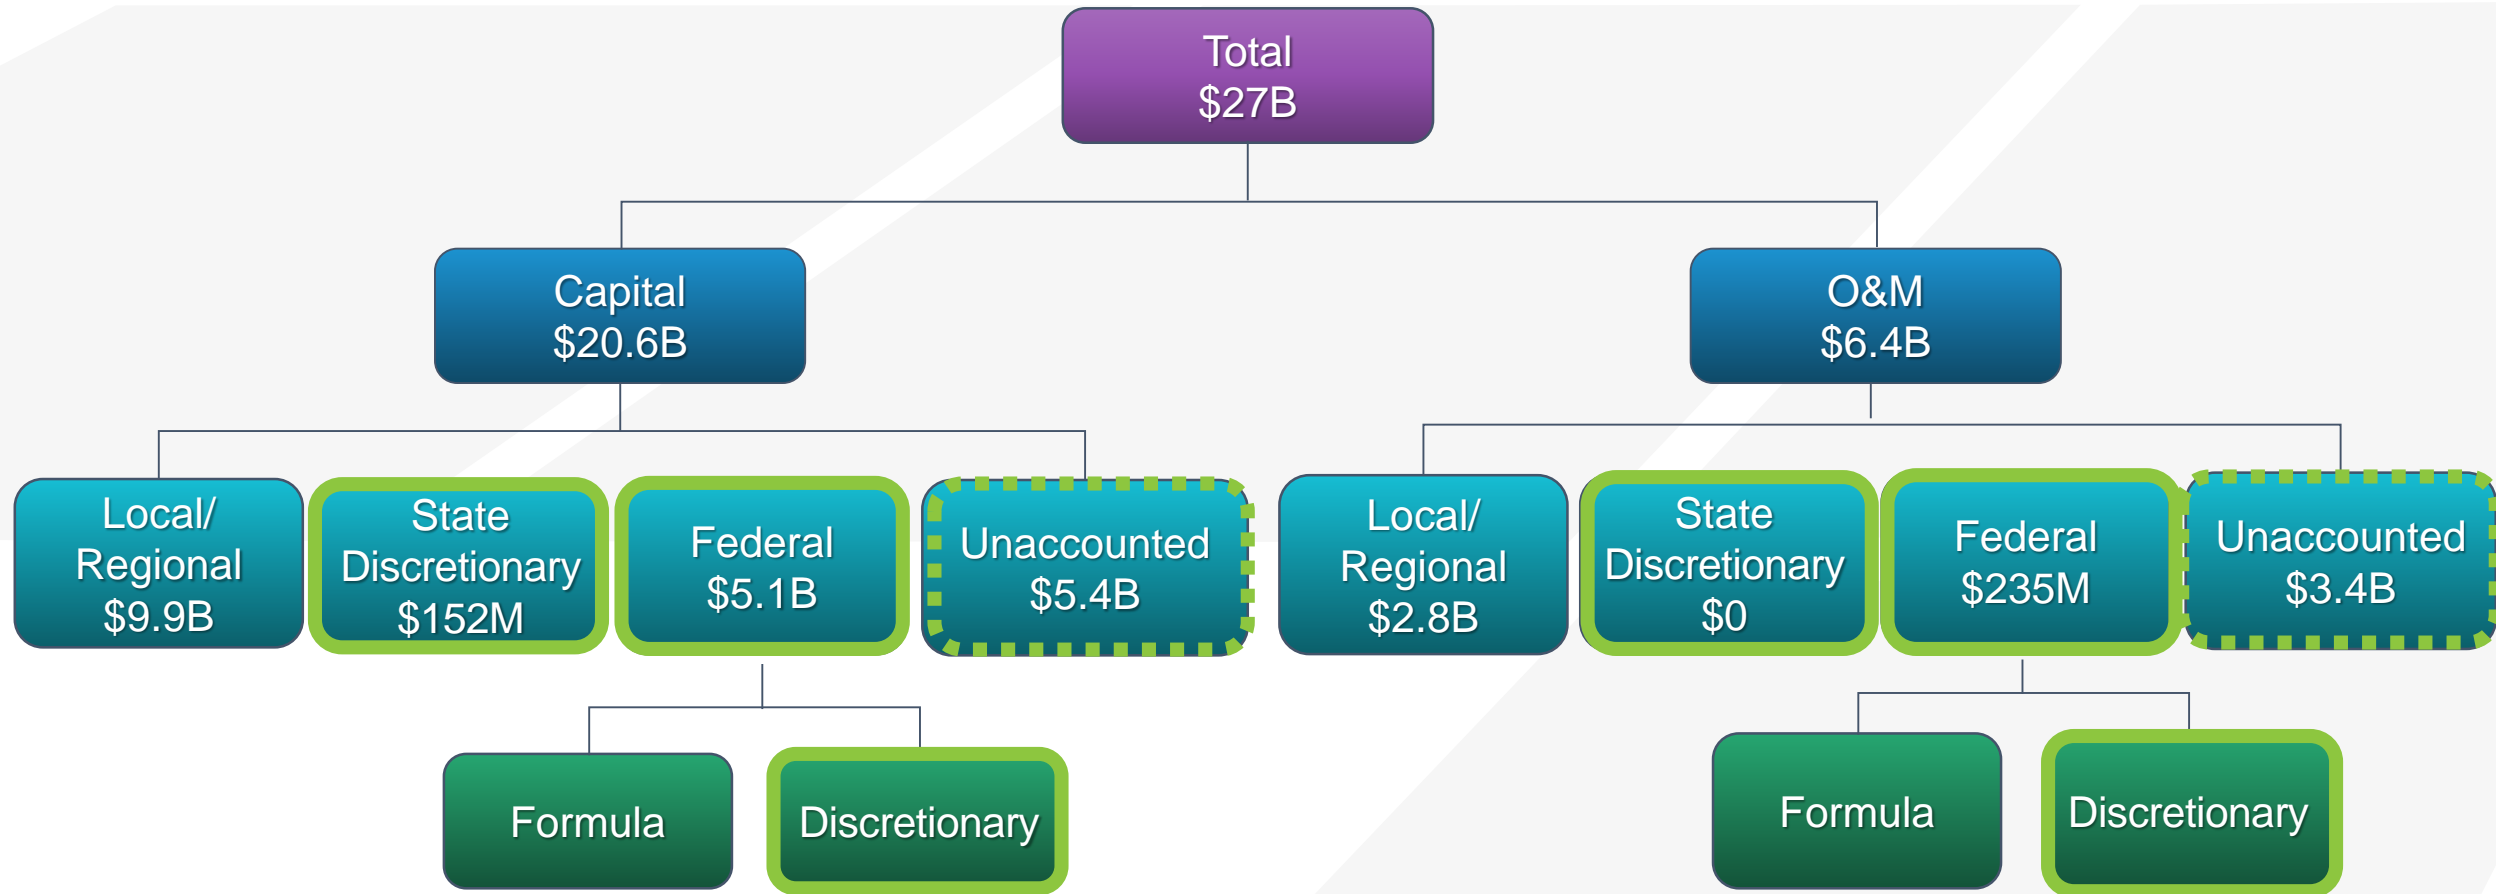 Total
$27B
Capital
$20.6B
O&M
$6.4B
Local/
Regional
$9.9B
State
Discretionary
$152M
Federal
$5.1B
Unaccounted
$5.4B
Local/
Regional
$2.8B
State
Discretionary
$0
Federal
$235M
Unaccounted
$3.4B
Formula
Discretionary
Formula
Discretionary